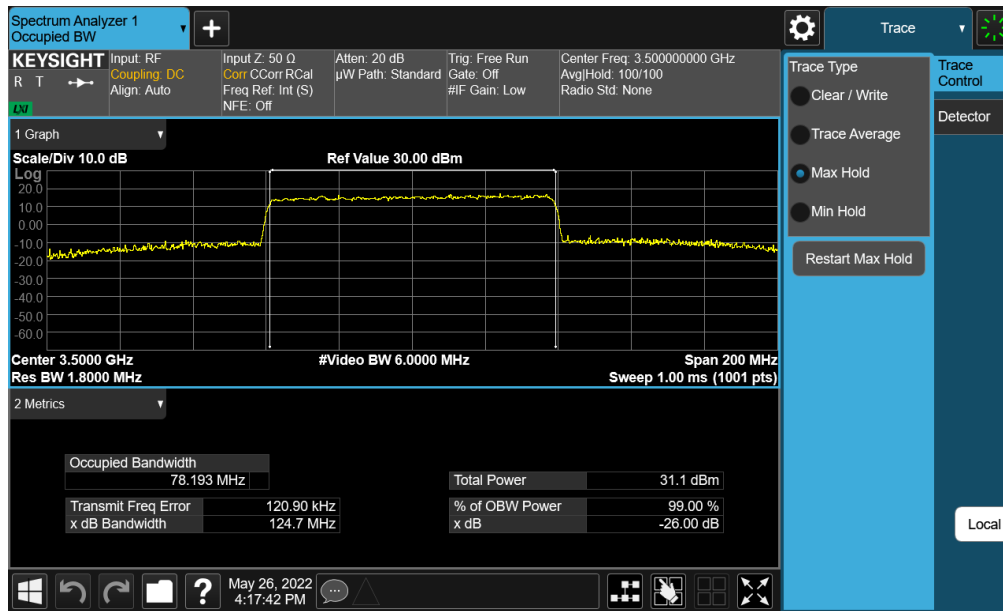 Spectrum Analyzer 1
Occupied BW
+
Trace
KEYSIGHT
R T
LXI
Input: RF
Coupling: DC
Align: Auto
Input Z: 50 Ω
Corr CCorr RCal
Freq Ref: Int (S)
NFE: Off
Atten: 20 dB
µW Path: Standard
Trig: Free Run
Gate: Off
#IF Gain: Low
Center Freq: 3.500000000 GHz
Avg|Hold: 100/100
Radio Std: None
Trace Type
Clear / Write
Trace Average
Max Hold
Min Hold
Restart Max Hold
Trace
Control
Detector
1 Graph
Scale/Div 10.0 dB
Ref Value 30.00 dBm
Log
20.0
10.0
0.00
-10.0
-20.0
-30.0
-40.0
-50.0
-60.0
Center 3.5000 GHz
#Video BW 6.0000 MHz
Span 200 MHz
Res BW 1.8000 MHz
Sweep 1.00 ms (1001 pts)
2 Metrics
Occupied Bandwidth
78.193 MHz
Total Power 31.1 dBm
Transmit Freq Error 120.90 kHz
% of OBW Power 99.00 %
x dB Bandwidth 124.7 MHz
x dB -26.00 dB
Local
?
May 26, 2022
4:17:42 PM